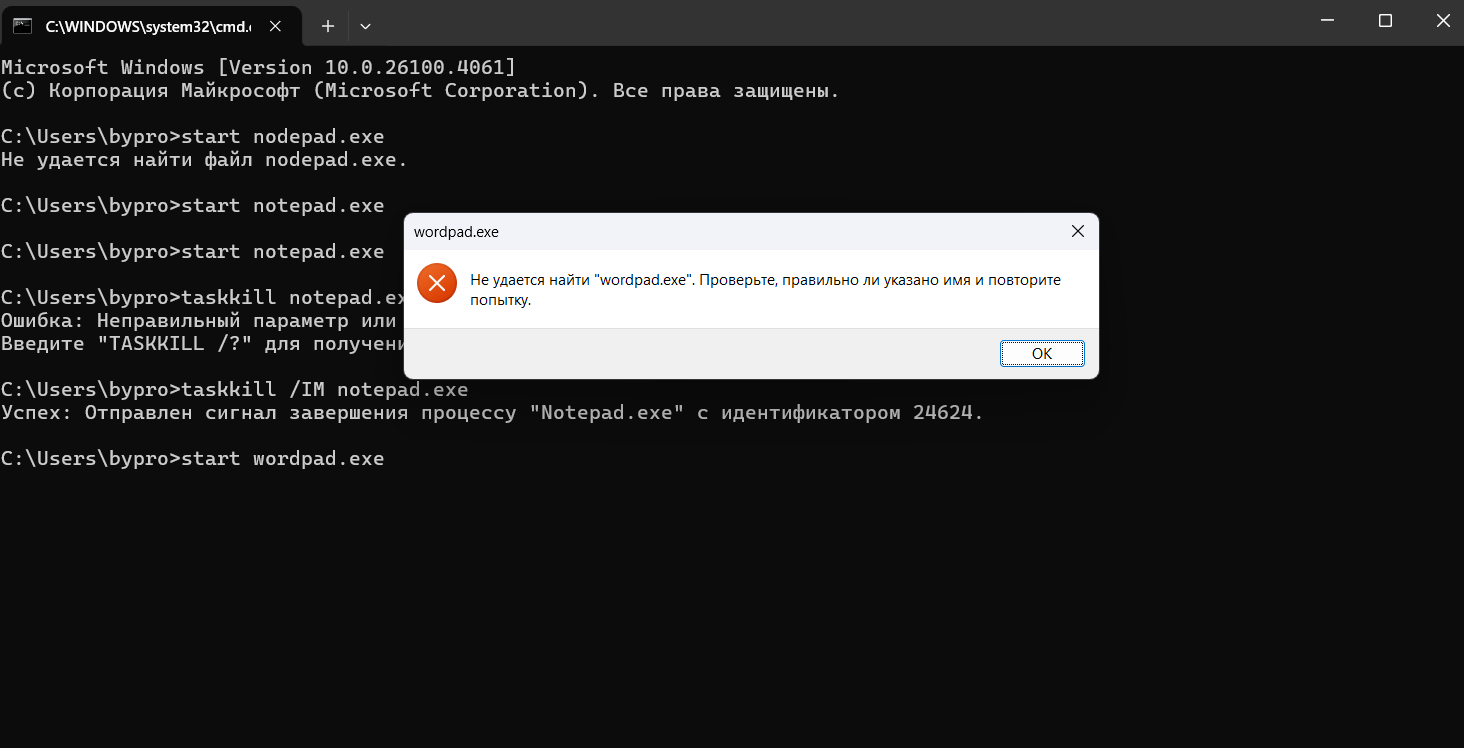 C:\WINDOWS\system32\cmd.e
Microsoft Windows [Version 10.0.26100.4061]
(c) Корпорация Майкрософт (Microsoft Corporation). Все права защищены.
C:\Users\bypro>start nodepad.exe
Не удается найти файл nodepad.exe.
C:\Users\bypro>start notepad.exe
C:\Users\bypro>start notepad.exe
C:\Users\bypro>taskkill notepad.ex
Ошибка: Неправильный параметр или
Введите "TASKKILL /?" для получени
wordpad.exe
Не удается найти "wordpad.exe". Проверьте, правильно ли указано имя и повторите
попытку.
OK
C:\Users\bypro>taskkill /IM notepad.exe
Успех: Отправлен сигнал завершения процессу "Notepad.exe" с идентификатором 24624.
C:\Users\bypro>start wordpad.exe